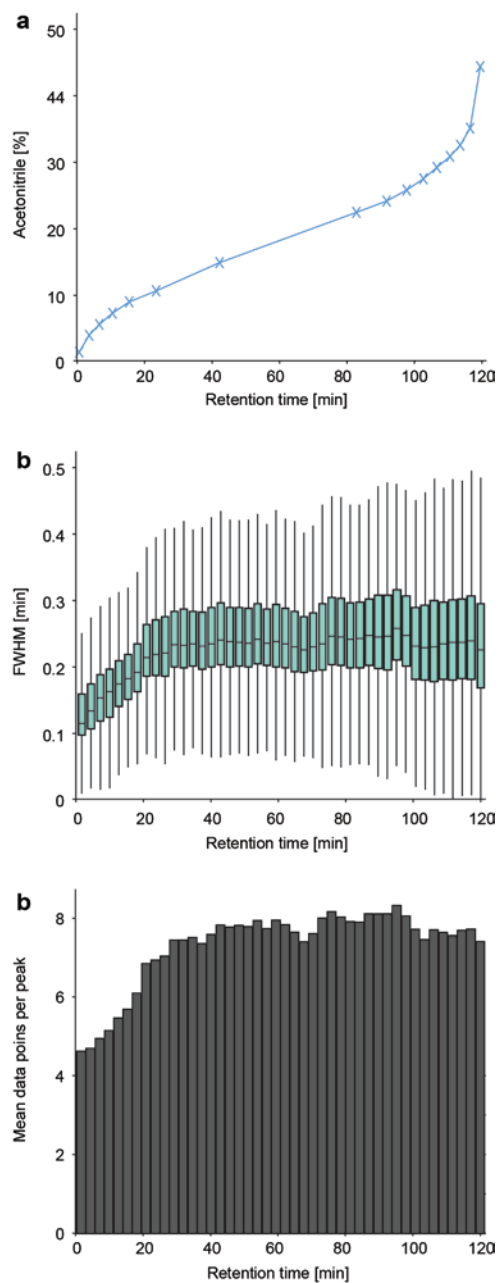 a
50
44
30
20
10
0
Acetonitrile [%]
0 20 40 60 80 100 120
Retention time [min]
b
0.5
0.4
0.3
0.2
0.1
0
FWHM [min]
0 20 40 60 80 100 120
Retention time [min]
b
8
6
4
2
0
Mean data poins per peak
0 20 40 60 80 100 120
Retention time [min]